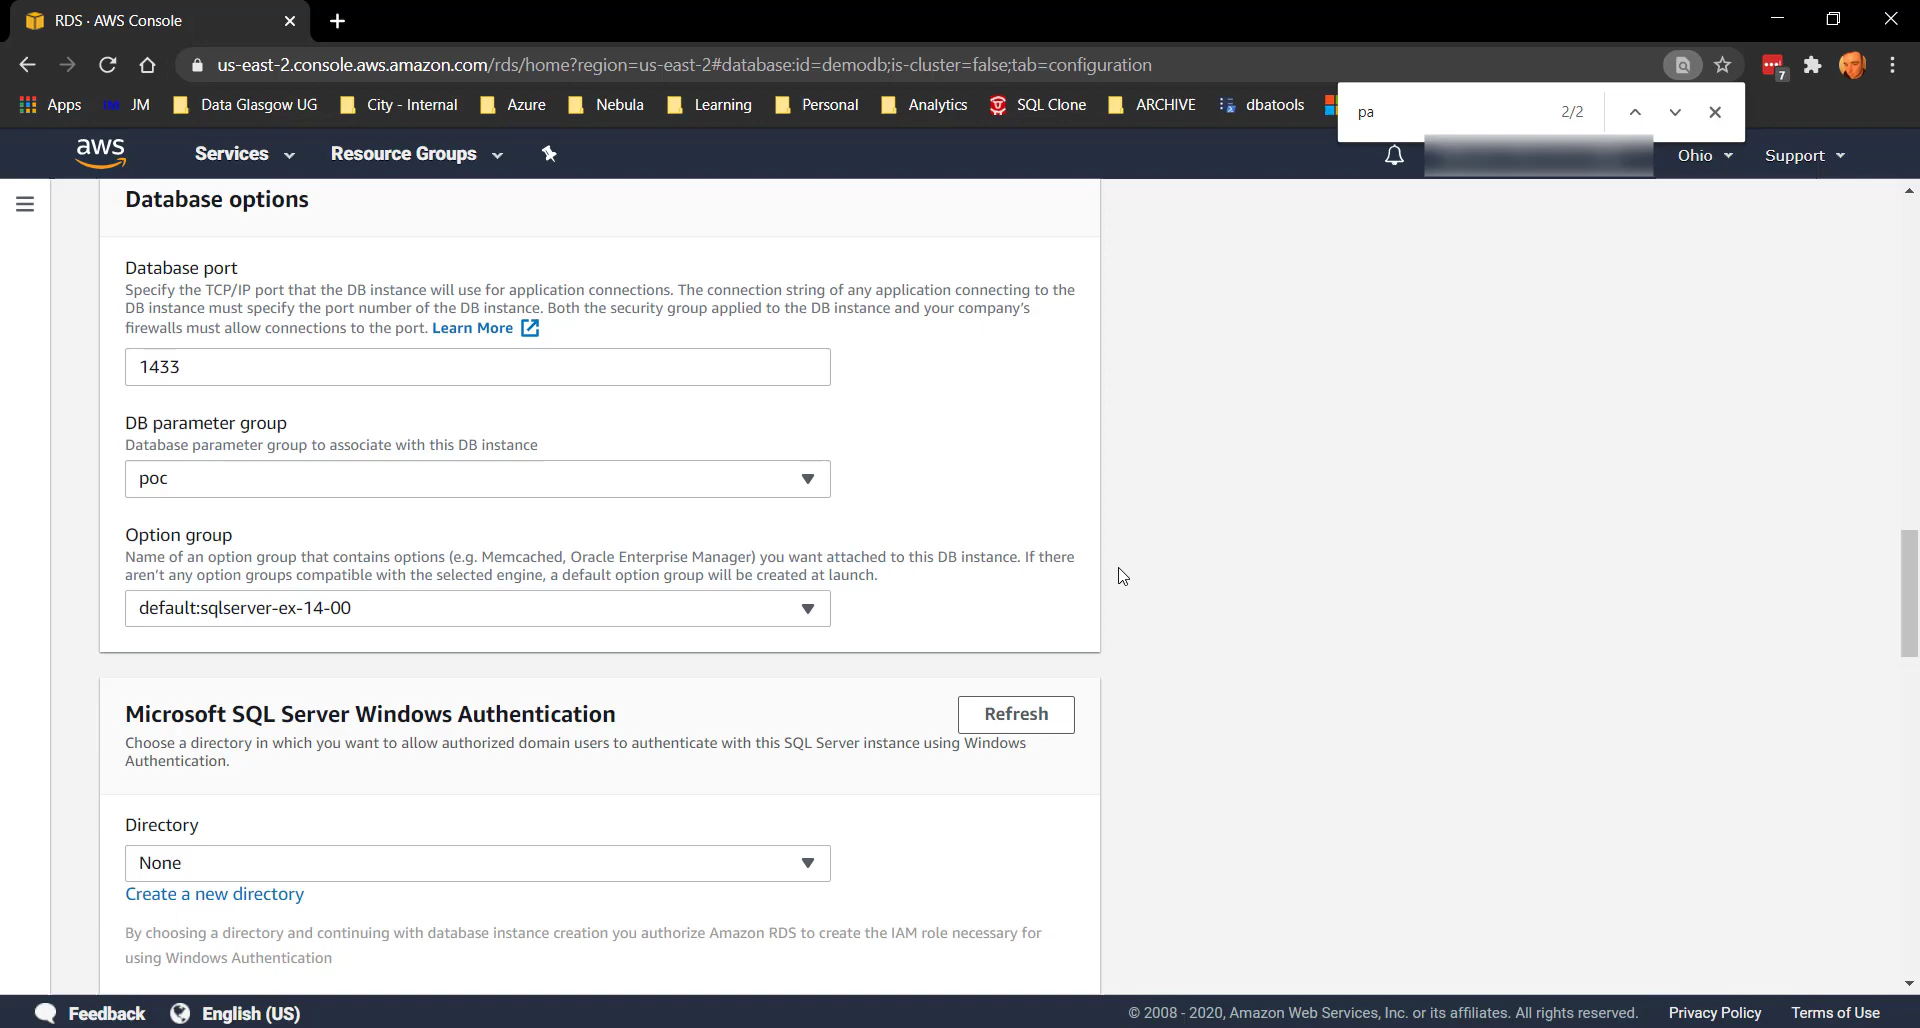 RDS · AWS Console
us-east-2.console.aws.amazon.com/rds/home?region=us-east-2#database:id=demodb;is-cluster=false;tab=configuration
7
Apps JM Data Glasgow UG City - Internal Azure Nebula Learning Personal Analytics SQL Clone ARCHIVE dbatools
pa 2/2
aws Services Resource Groups Ohio Support
Database options
Database port
Specify the TCP/IP port that the DB instance will use for application connections. The connection string of any application connecting to the
DB instance must specify the port number of the DB instance. Both the security group applied to the DB instance and your company's
firewalls must allow connections to the port. Learn More
1433
DB parameter group
Database parameter group to associate with this DB instance
poc
Option group
Name of an option group that contains options (e.g. Memcached, Oracle Enterprise Manager) you want attached to this DB instance. If there
aren't any option groups compatible with the selected engine, a default option group will be created at launch.
default:sqlserver-ex-14-00
Microsoft SQL Server Windows Authentication
Refresh
Choose a directory in which you want to allow authorized domain users to authenticate with this SQL Server instance using Windows
Authentication.
Directory
None
Create a new directory
By choosing a directory and continuing with database instance creation you authorize Amazon RDS to create the IAM role necessary for
using Windows Authentication
Feedback English (US) © 2008 - 2020, Amazon Web Services, Inc. or its affiliates. All rights reserved. Privacy Policy Terms of Use